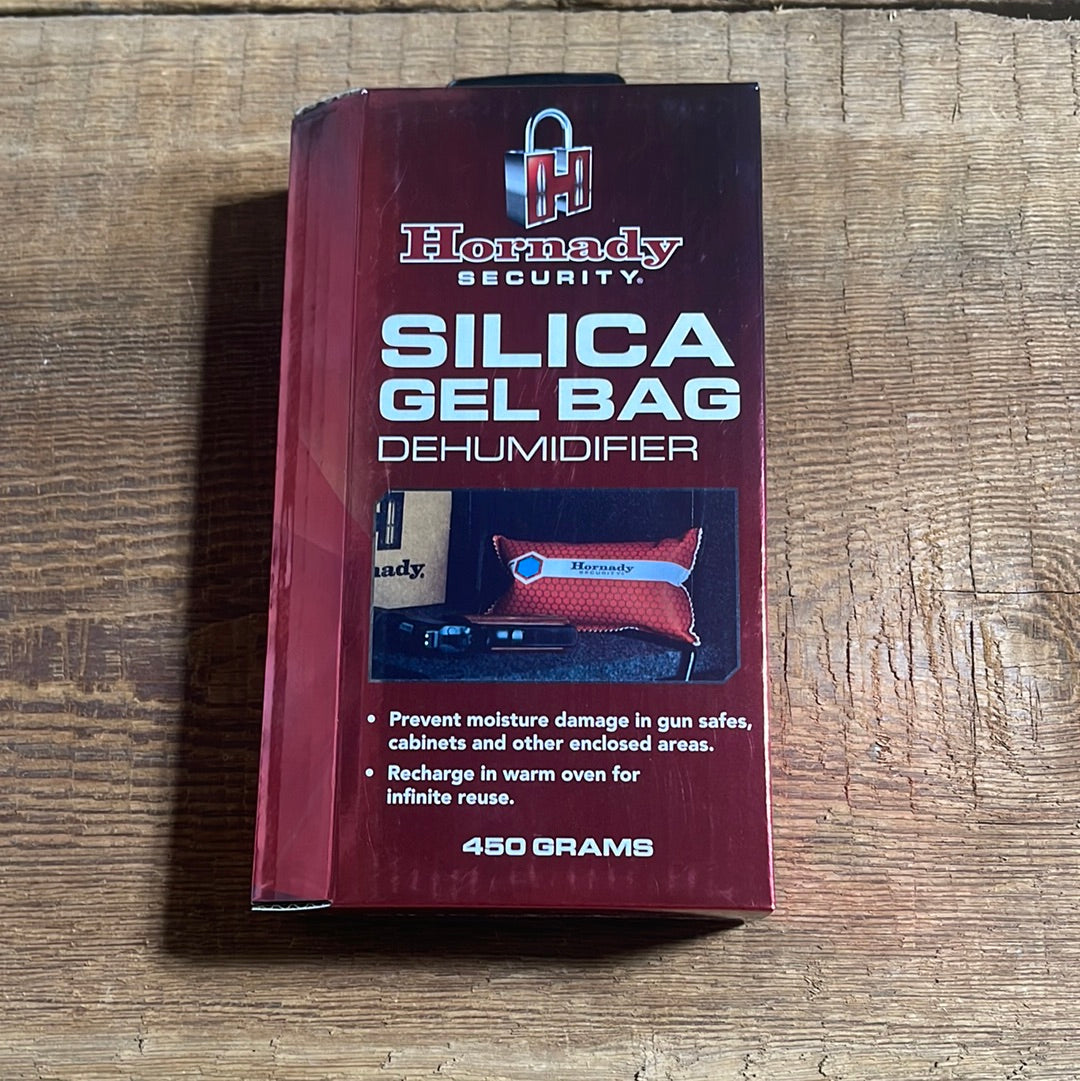 H
Hornady
SECURITY®
SILICA
GEL BAG
DEHUMIDIFIER
ady.
Hornady
SECURITY
• Prevent moisture damage in gun safes,
cabinets and other enclosed areas.
• Recharge in warm oven for
infinite reuse.
450 GRAMS